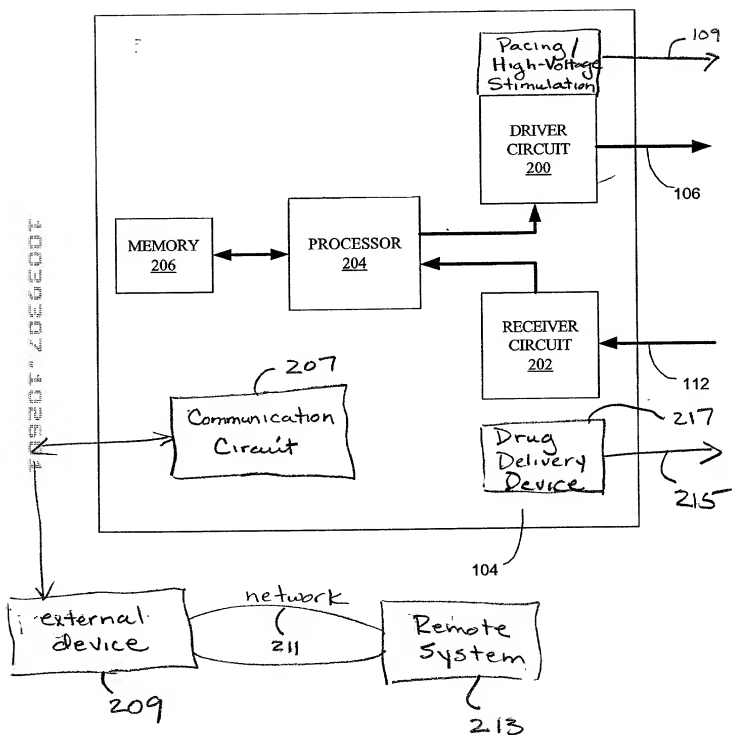 Pacing/
High-Voltage
Stimulation
109
DRIVER
CIRCUIT
200
106
MEMORY
206
PROCESSOR
204
RECEIVER
CIRCUIT
202
112
207
Communication
Circuit
217
Drug
Delivery
Device
215
104
external
device
209
network
211
Remote
System
213